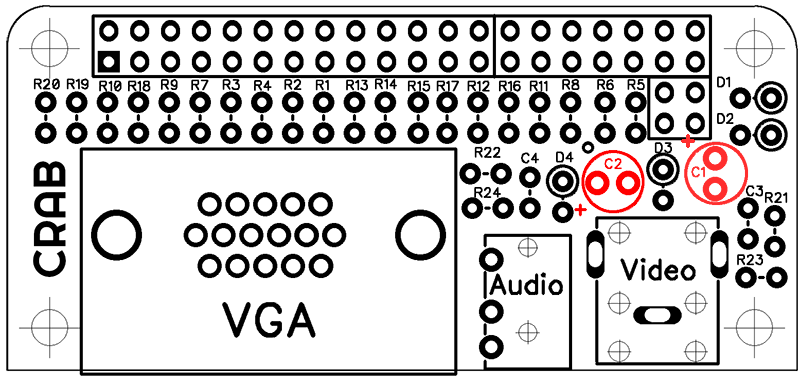 R20 R19 R10 R18 R9 R7 R3 R4 R2 R1 R13 R14 R15 R17 R12 R16 R11 R8 R6 R5 D1
D2
+
R22 C4 D4 C2 D3 C1
R24 + C3 R21
CRAB
R23
Audio Video
VGA